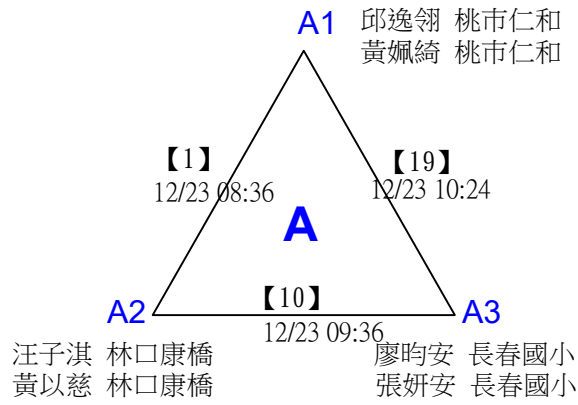 A1
邱逸翎 桃市仁和
黃姵綺 桃市仁和
【1】
12/23 08:36
【19】
12/23 10:24
A
【10】
12/23 09:36
A2
汪子淇 林口康橋
黃以慈 林口康橋
A3
廖昀安 長春國小
張妍安 長春國小